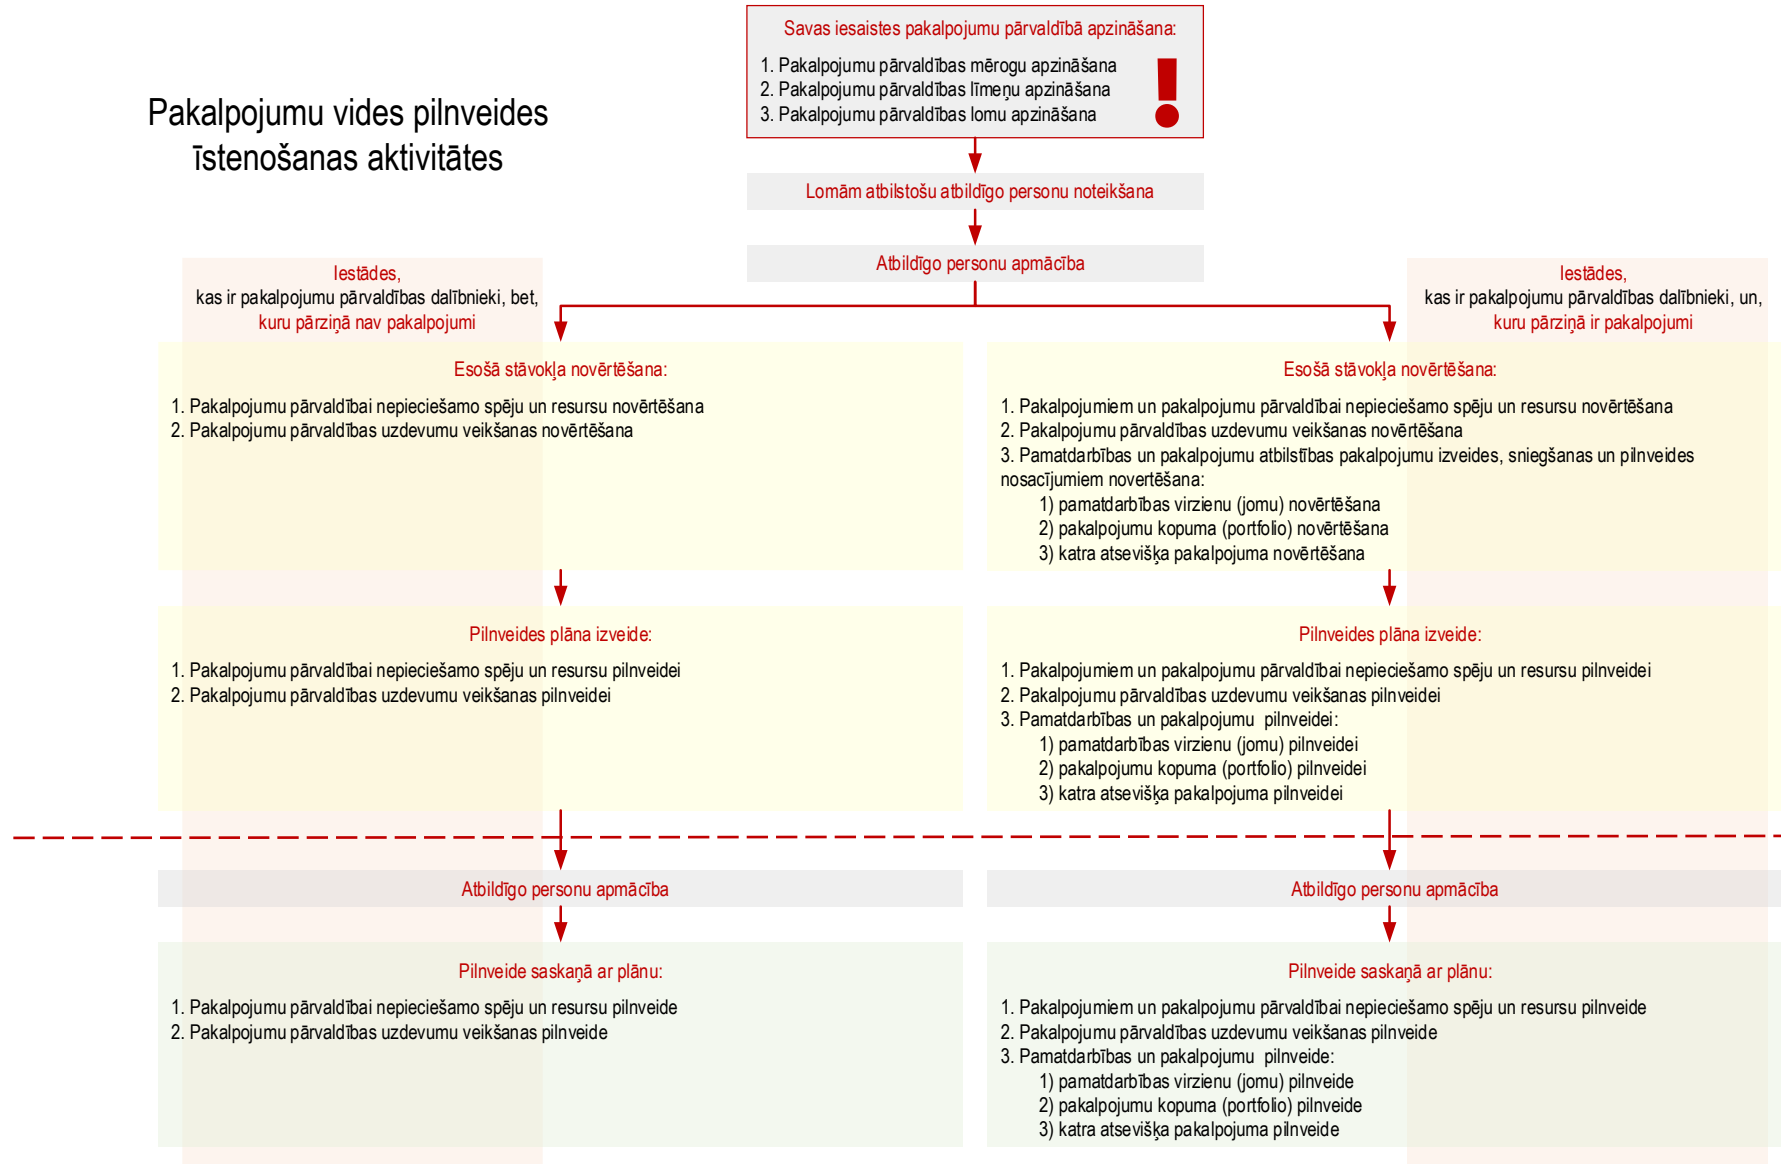 Pakalpojumu vides pilnveides
īstenošanas aktivitātes
Savas iesaistes pakalpojumu pārvaldībā apzināšana:
1. Pakalpojumu pārvaldības mērogu apzināšana
2. Pakalpojumu pārvaldības līmeņu apzināšana
3. Pakalpojumu pārvaldības lomu apzināšana
Lomām atbilstošu atbildīgo personu noteikšana
Atbildīgo personu apmācība
Iestādes,
kas ir pakalpojumu pārvaldības dalībnieki, bet,
kuru pārziņā nav pakalpojumi
Iestādes,
kas ir pakalpojumu pārvaldības dalībnieki, un,
kuru pārziņā ir pakalpojumi
Esošā stāvokļa novērtēšana:
1. Pakalpojumu pārvaldībai nepieciešamo spēju un resursu novērtēšana
2. Pakalpojumu pārvaldības uzdevumu veikšanas novērtēšana
Esošā stāvokļa novērtēšana:
1. Pakalpojumiem un pakalpojumu pārvaldībai nepieciešamo spēju un resursu novērtēšana
2. Pakalpojumu pārvaldības uzdevumu veikšanas novērtēšana
3. Pamatdarbības un pakalpojumu atbilstības pakalpojumu izveides, sniegšanas un pilnveides
nosacījumiem novertēšana:
1) pamatdarbības virzienu (jomu) novērtēšana
2) pakalpojumu kopuma (portfolio) novērtēšana
3) katra atsevišķa pakalpojuma novērtēšana
Pilnveides plāna izveide:
1. Pakalpojumu pārvaldībai nepieciešamo spēju un resursu pilnveidei
2. Pakalpojumu pārvaldības uzdevumu veikšanas pilnveidei
Pilnveides plāna izveide:
1. Pakalpojumiem un pakalpojumu pārvaldībai nepieciešamo spēju un resursu pilnveidei
2. Pakalpojumu pārvaldības uzdevumu veikšanas pilnveidei
3. Pamatdarbības un pakalpojumu pilnveidei:
1) pamatdarbības virzienu (jomu) pilnveidei
2) pakalpojumu kopuma (portfolio) pilnveidei
3) katra atsevišķa pakalpojuma pilnveidei
Atbildīgo personu apmācība
Atbildīgo personu apmācība
Pilnveide saskaņā ar plānu:
1. Pakalpojumu pārvaldībai nepieciešamo spēju un resursu pilnveide
2. Pakalpojumu pārvaldības uzdevumu veikšanas pilnveide
Pilnveide saskaņā ar plānu:
1. Pakalpojumiem un pakalpojumu pārvaldībai nepieciešamo spēju un resursu pilnveide
2. Pakalpojumu pārvaldības uzdevumu veikšanas pilnveide
3. Pamatdarbības un pakalpojumu pilnveide:
1) pamatdarbības virzienu (jomu) pilnveide
2) pakalpojumu kopuma (portfolio) pilnveide
3) katra atsevišķa pakalpojuma pilnveide